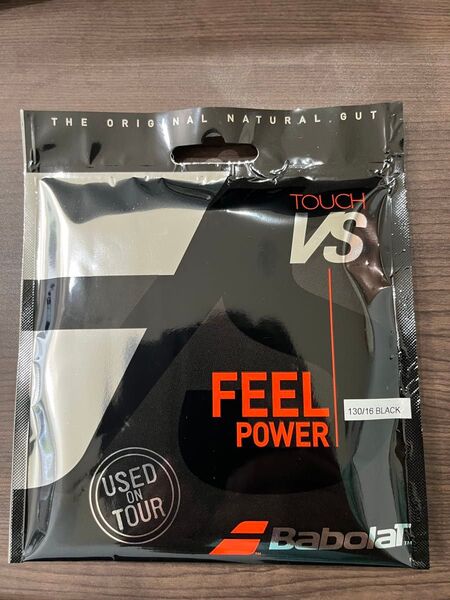 THE ORIGINAL NATURAL GUT
TOUCH
VS
FEEL
POWER
130/16 BLACK
USED
ON
TOUR
BabolaT